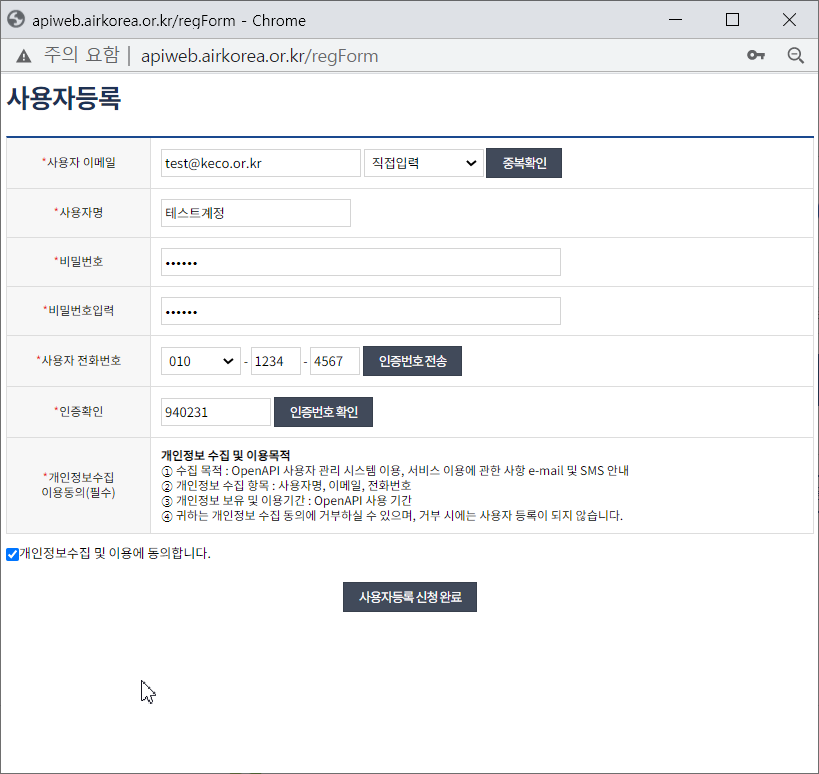 apiweb.airkorea.or.kr/regForm - Chrome
주의 요함 | apiweb.airkorea.or.kr/regForm
사용자등록
*사용자 이메일 test@keco.or.kr 직접입력 중복확인
*사용자명 테스트계정
*비밀번호 ••••••
*비밀번호입력 ••••••
*사용자 전화번호 010 - 1234 - 4567 인증번호 전송
*인증확인 940231 인증번호 확인
*개인정보수집
이용동의(필수)
개인정보 수집 및 이용목적
① 수집 목적 : OpenAPI 사용자 관리 시스템 이용, 서비스 이용에 관한 사항 e-mail 및 SMS 안내
② 개인정보 수집 항목 : 사용자명, 이메일, 전화번호
③ 개인정보 보유 및 이용기간 : OpenAPI 사용 기간
④ 귀하는 개인정보 수집 동의에 거부하실 수 있으며, 거부 시에는 사용자 등록이 되지 않습니다.
개인정보수집 및 이용에 동의합니다.
사용자등록 신청 완료